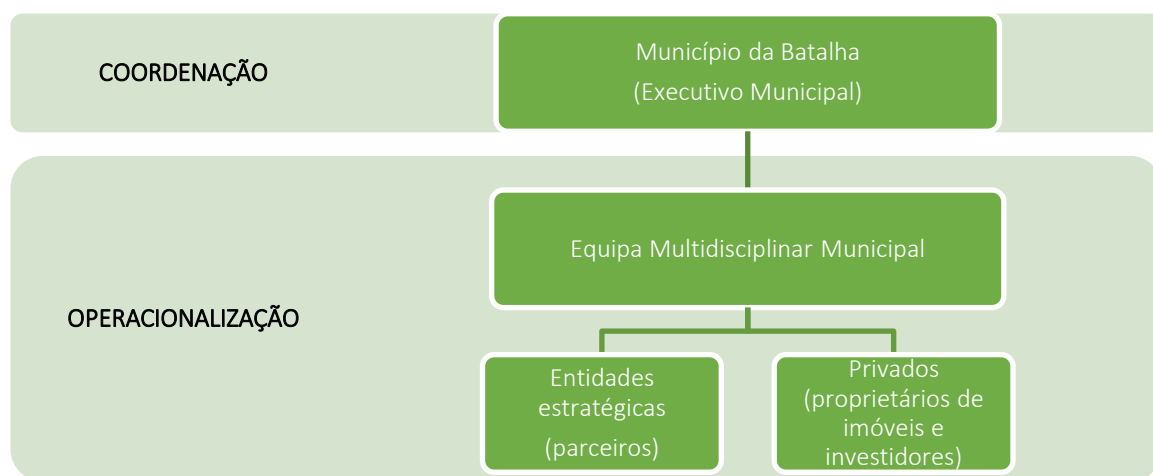 COORDENAÇÃO
Município da Batalha
(Executivo Municipal)
Equipa Multidisciplinar Municipal
OPERACIONALIZAÇÃO
Entidades
estratégicas
(parceiros)
Privados
(proprietários de
imóveis e
investidores)